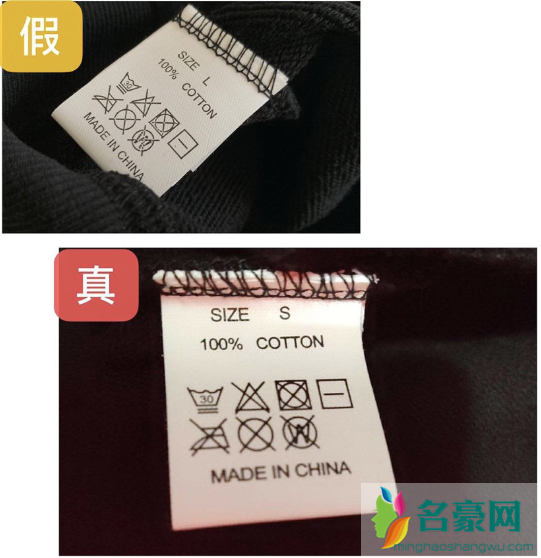 假
SIZE L
100% COTTON
30
MADE IN CHINA
真
SIZE S
100% COTTON
30
W
MADE IN CHINA
名豪网
minghaoshangwu.com